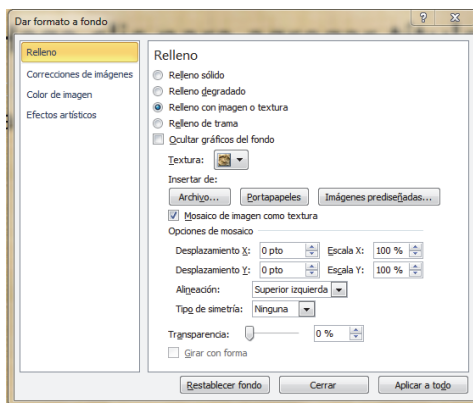 Dar formato a fondo
Relleno
Correcciones de imágenes
Color de imagen
Efectos artísticos
Relleno
Relleno sólido
Relleno degradado
Relleno con imagen o textura
Relleno de trama
Ocultar gráficos del fondo
Textura:
Insertar de:
Archivo... Portapapeles Imágenes prediseñadas...
Mosaico de imagen como textura
Opciones de mosaico
Desplazamiento X: 0 pto Escala X: 100 %
Desplazamiento Y: 0 pto Escala Y: 100 %
Alineación: Superior izquierda
Tipo de simetría: Ninguna
Transparencia: 0 %
Girar con forma
Restablecer fondo Cerrar Aplicar a todo